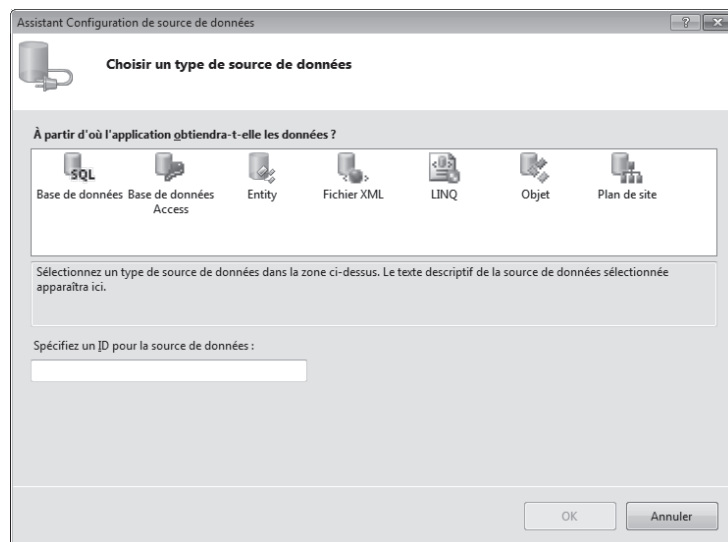 Assistant Configuration de source de données
Choisir un type de source de données
À partir d'où l'application obtiendra-t-elle les données ?
SQL
Base de données
Base de données Access
Entity
Fichier XML
LINQ
Objet
Plan de site
Sélectionnez un type de source de données dans la zone ci-dessus. Le texte descriptif de la source de données sélectionnée
apparaîtra ici.
Spécifiez un ID pour la source de données :
OK
Annuler